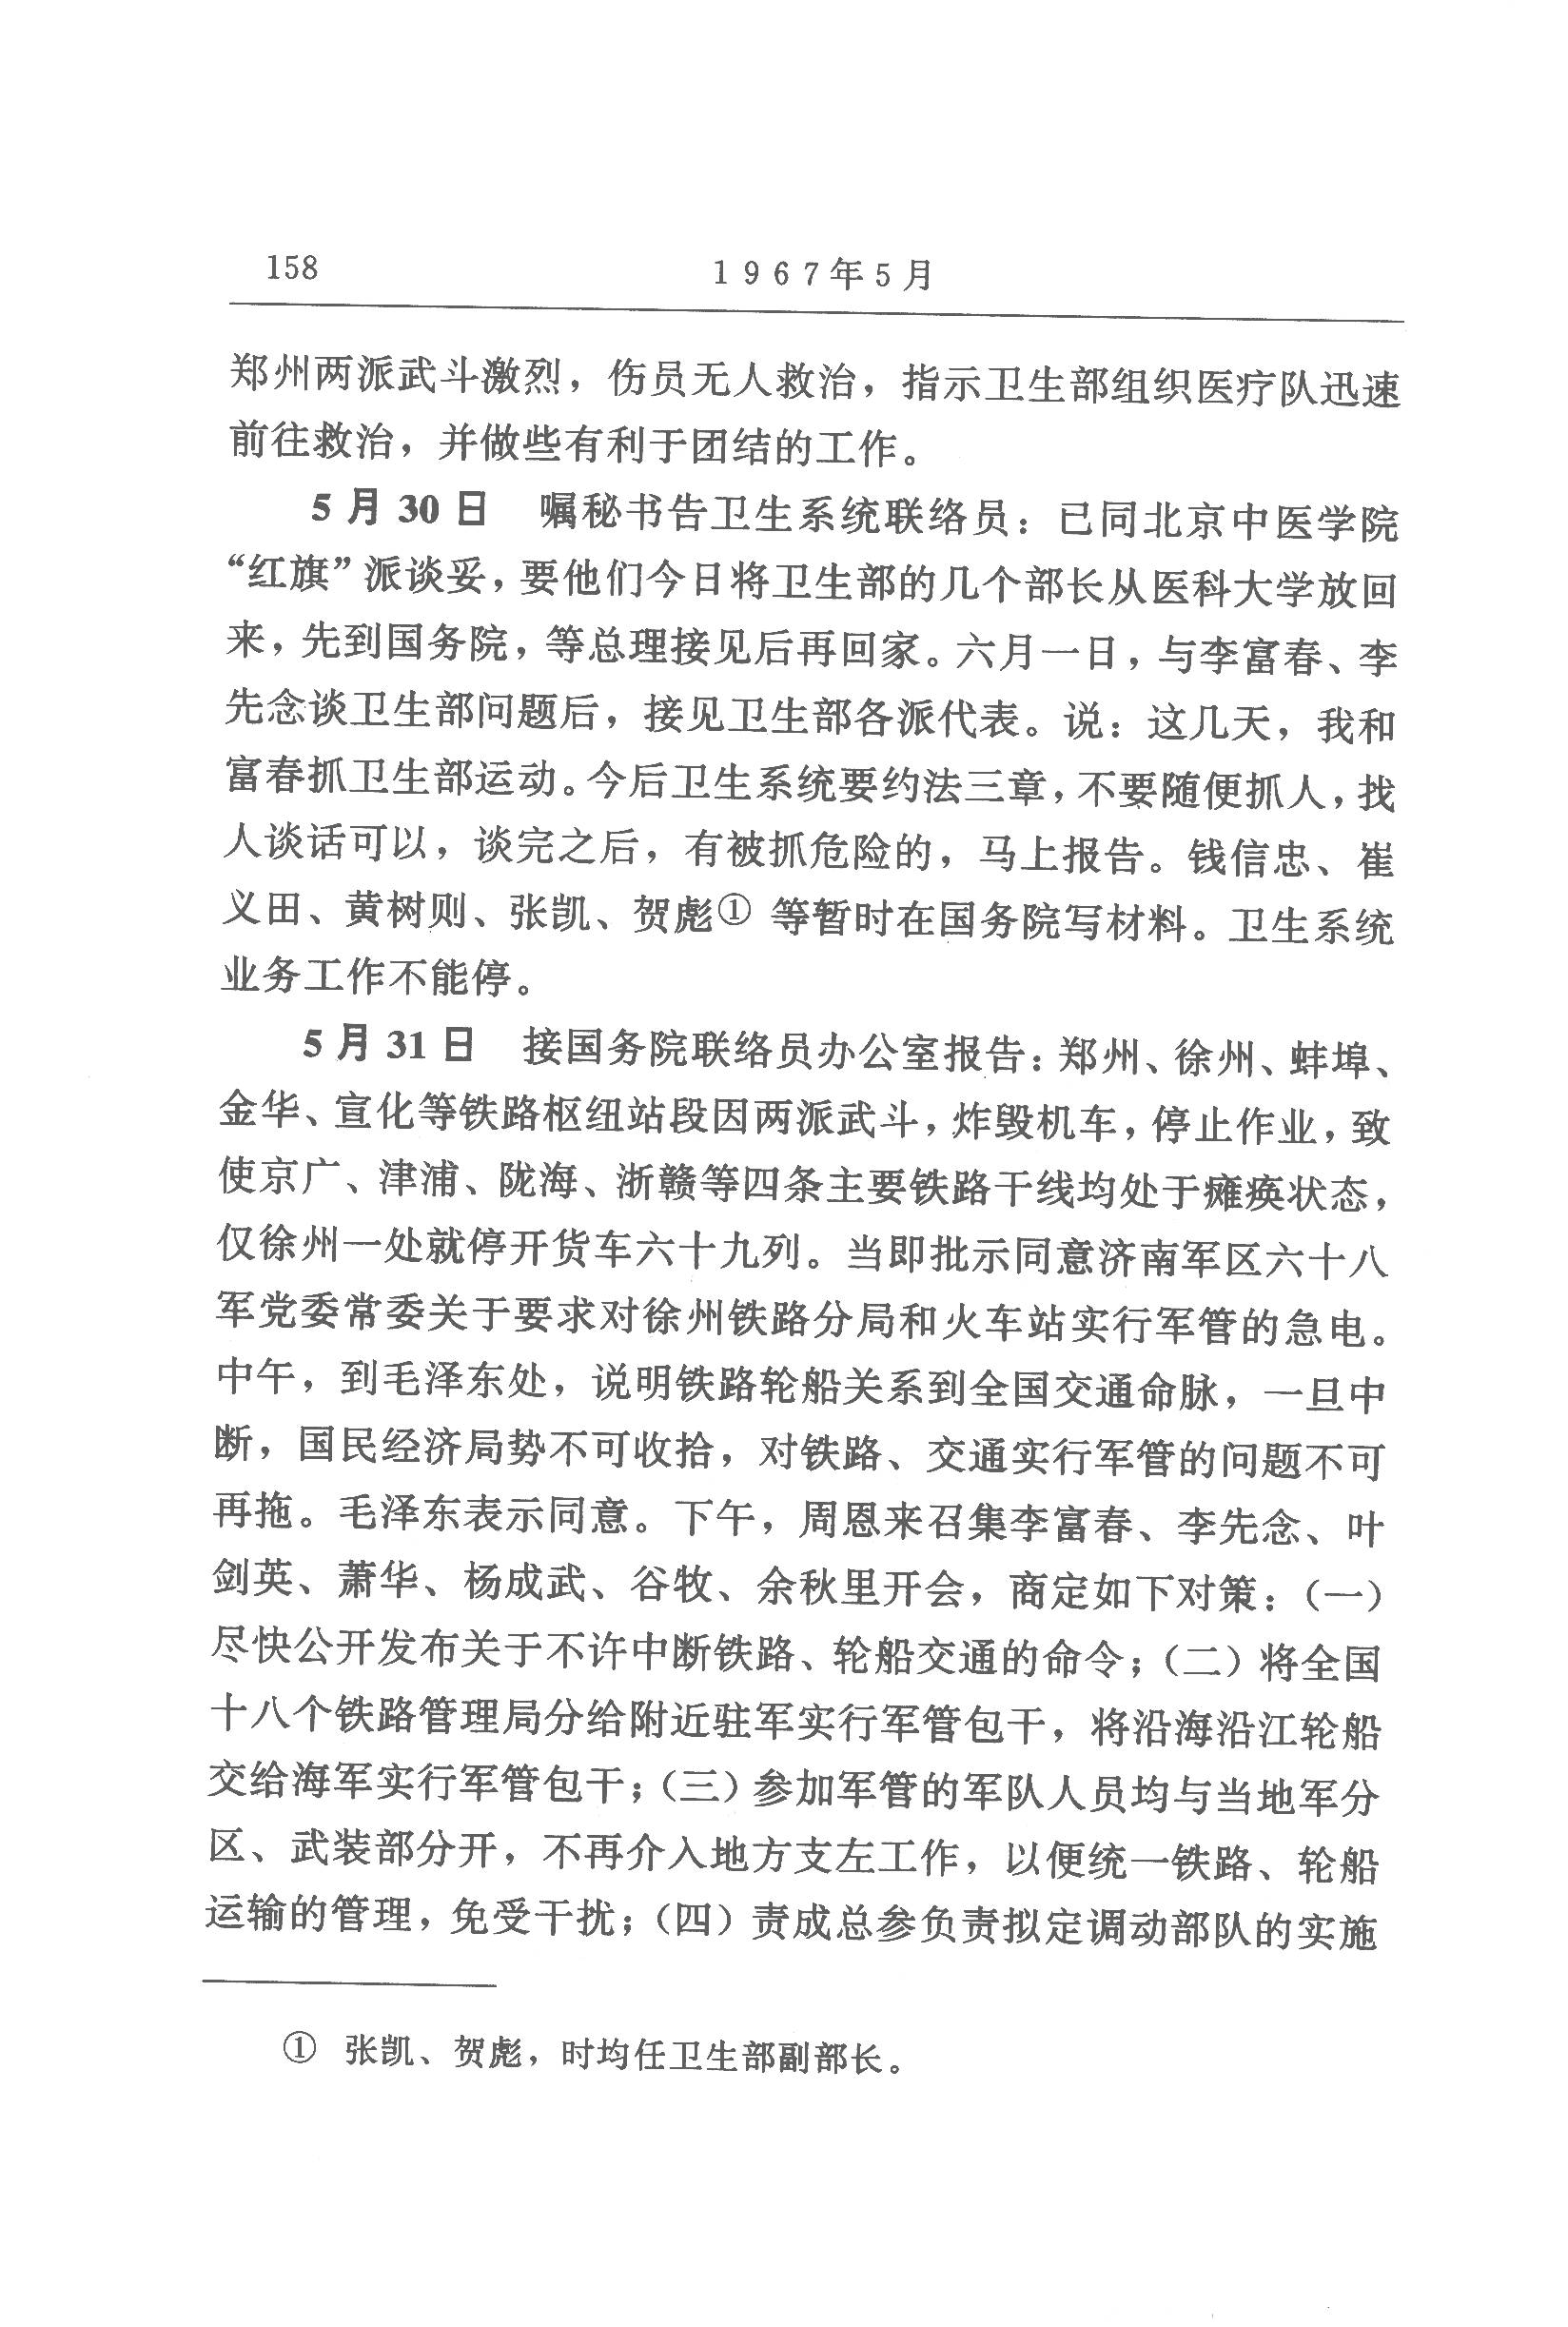 158
1967年5月
郑州两派武斗激烈，伤员无人救治，指示卫生部组织医疗队迅速
前往救治，并做些有利于团结的工作。
5月30日　嘱秘书告卫生系统联络员：已同北京中医学院
“红旗”派谈妥，要他们今日将卫生部的几个部长从医科大学放回
来，先到国务院，等总理接见后再回家。六月一日，与李富春、李
先念谈卫生部问题后，接见卫生部各派代表。说：这几天，我和
富春抓卫生部运动。今后卫生系统要约法三章，不要随便抓人，找
人谈话可以，谈完之后，有被抓危险的，马上报告。钱信忠、崔
义田、黄树则、张凯、贺彪① 等暂时在国务院写材料。卫生系统
业务工作不能停。
5月31日　接国务院联络员办公室报告：郑州、徐州、蚌埠、
金华、宣化等铁路枢纽站段因两派武斗，炸毁机车，停止作业，致
使京广、津浦、陇海、浙赣等四条主要铁路干线均处于瘫痪状态，
仅徐州一处就停开货车六十九列。当即批示同意济南军区六十八
军党委常委关于要求对徐州铁路分局和火车站实行军管的急电。
中午，到毛泽东处，说明铁路轮船关系到全国交通命脉，一旦中
断，国民经济局势不可收拾，对铁路、交通实行军管的问题不可
再拖。毛泽东表示同意。下午，周恩来召集李富春、李先念、叶
剑英、萧华、杨成武、谷牧、余秋里开会，商定如下对策：（一）
尽快公开发布关于不许中断铁路、轮船交通的命令；（二）将全国
十八个铁路管理局分给附近驻军实行军管包干，将沿海沿江轮船
交给海军实行军管包干；（三）参加军管的军队人员均与当地军分
区、武装部分开，不再介入地方支左工作，以便统一铁路、轮船
运输的管理，免受干扰；（四）责成总参负责拟定调动部队的实施
① 张凯、贺彪，时均任卫生部副部长。